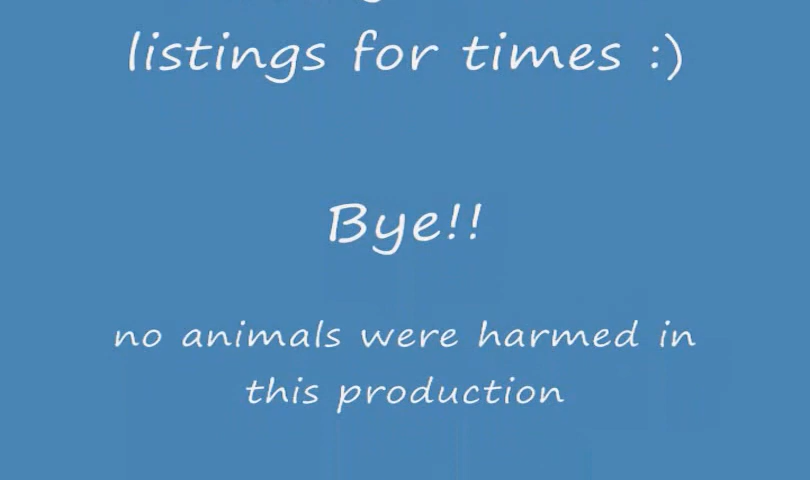 listings for times :)
Bye!!
no animals were harmed in
this production